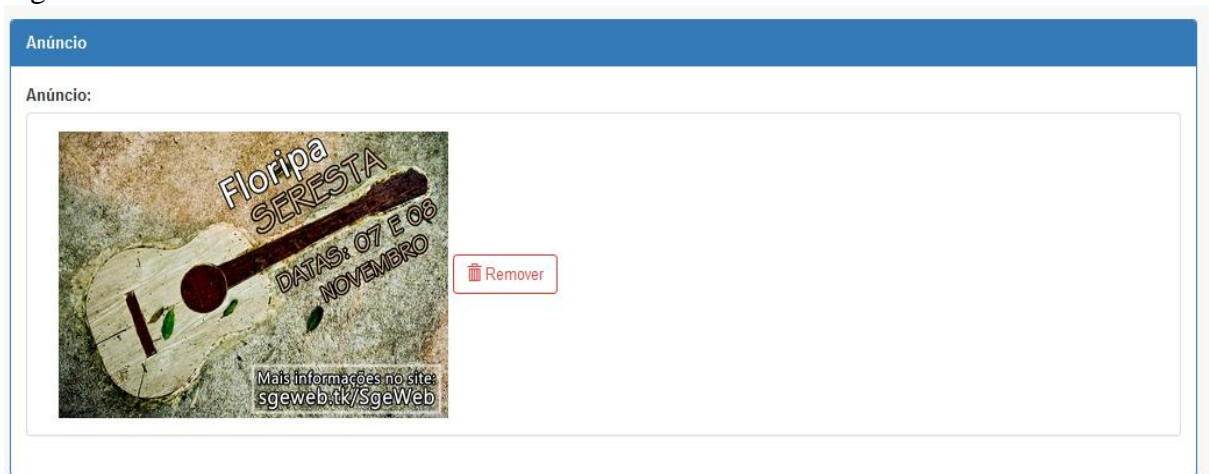 Anúncio
Anúncio:
Floripa
SERESTA
DATAS: 07 E 08
NOVEMBRO
Remover
Mais informações no site:
sgeweb.tk/SgeWeb